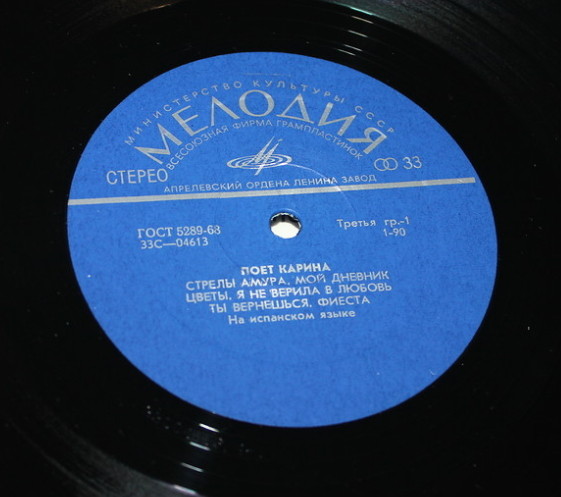 МИНИСТЕРСТВО КУЛЬТУРЫ СССР
МЕЛОДИЯ
ВСЕСОЮЗНАЯ ФИРМА ГРАМПЛАСТИНОК
СТЕРЕО
33
АПРЕЛЕВСКИЙ ОРДЕНА ЛЕНИНА ЗАВОД
ГОСТ 5289-68
Третья гр.-1
33С—04613
1-90
ПОЕТ КАРИНА
СТРЕЛЫ АМУРА. МОЙ ДНЕВНИК
ЦВЕТЫ. Я НЕ ВЕРИЛА В ЛЮБОВЬ
ТЫ ВЕРНЕШЬСЯ. ФИЕСТА
На испанском языке